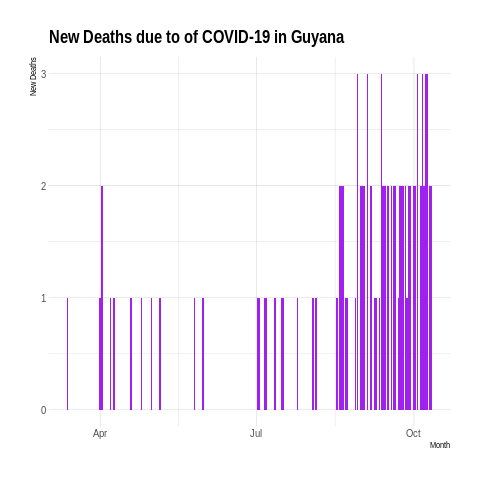 New Deaths due to of COVID-19 in Guyana
New Deaths
3
2
1
0
Apr
Jul
Oct
Month